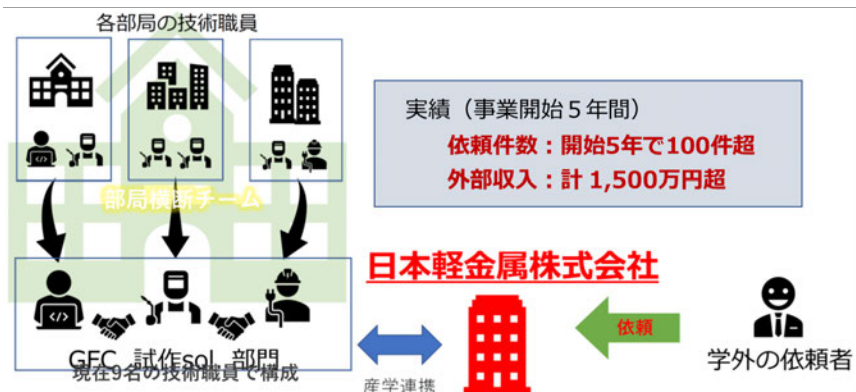 各部局の技術職員
実績（事業開始５年間）
依頼件数：開始5年で100件超
外部収入：計 1,500万円超
部局横断チーム
日本軽金属株式会社
依頼
</>
</>
GFC 試作sol. 部門
現在9名の技術職員で構成
産学連携
学外の依頼者